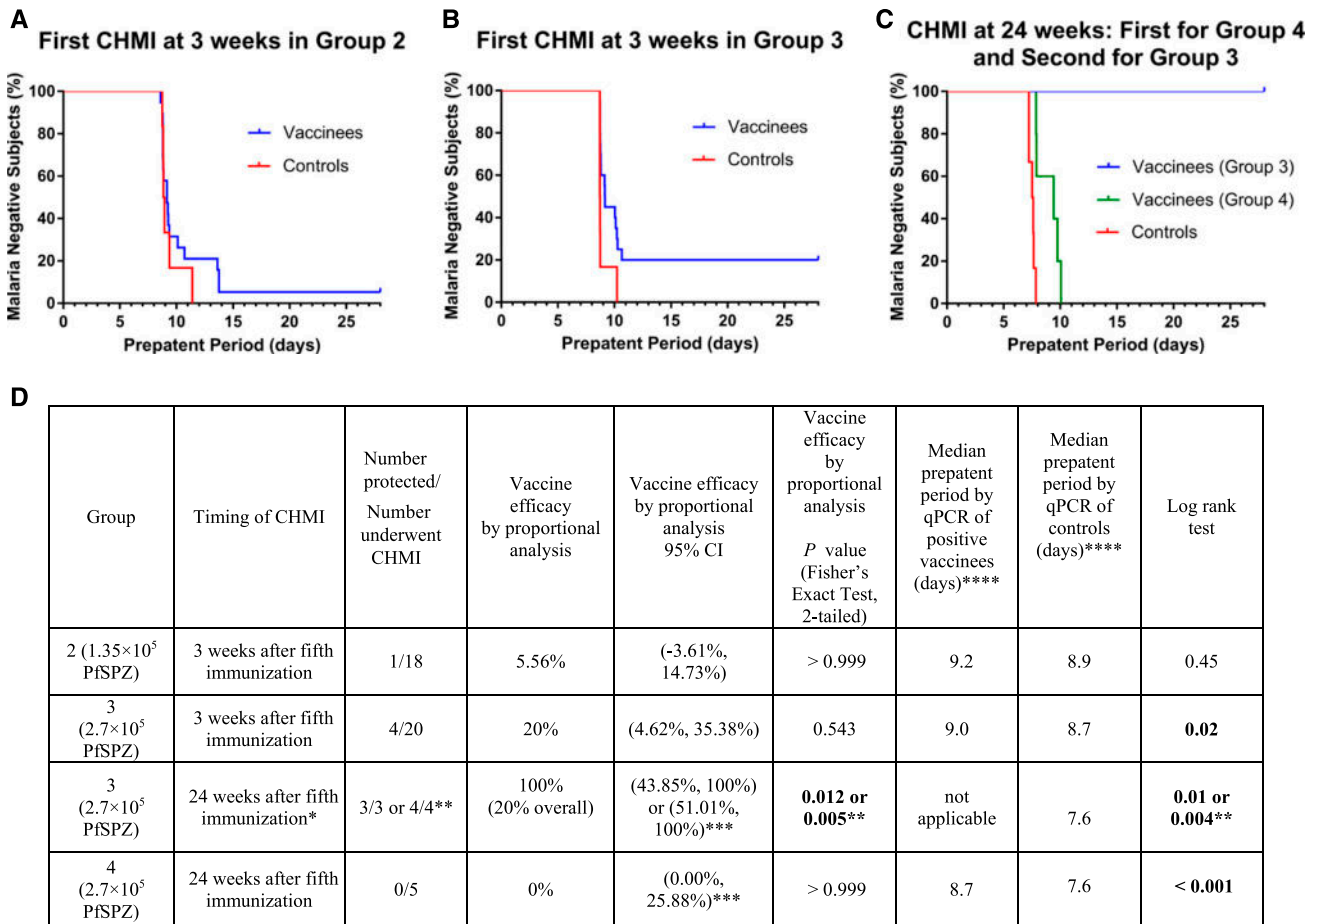 A
First CHMI at 3 weeks in Group 2
Malaria Negative Subjects (%)
100
80
60
40
20
0
0 5 10 15 20 25
Prepatent Period (days)
Vaccinees
Controls
B
First CHMI at 3 weeks in Group 3
Malaria Negative Subjects (%)
100
80
60
40
20
0
0 5 10 15 20 25
Prepatent Period (days)
Vaccinees
Controls
C
CHMI at 24 weeks: First for Group 4
and Second for Group 3
Malaria Negative Subjects (%)
100
80
60
40
20
0
0 5 10 15 20 25
Prepatent Period (days)
Vaccinees (Group 3)
Vaccinees (Group 4)
Controls
D
Group
Timing of CHMI
Number
protected/
Number
underwent
CHMI
Vaccine
efficacy
by proportional
analysis
Vaccine efficacy
by proportional
analysis
95% CI
Vaccine
efficacy
by
proportional
analysis
P value
(Fisher's
Exact Test,
2-tailed)
Median
prepatent
period by
qPCR of
positive
vaccinees
(days)****
Median
prepatent
period by
qPCR of
controls
(days)****
Log rank
test
2 (1.35×10⁵
PfSPZ)
3 weeks after fifth
immunization
1/18
5.56%
(-3.61%,
14.73%)
> 0.999
9.2
8.9
0.45
3
(2.7×10⁵
PfSPZ)
3 weeks after fifth
immunization
4/20
20%
(4.62%, 35.38%)
0.543
9.0
8.7
0.02
3
(2.7×10⁵
PfSPZ)
24 weeks after fifth
immunization*
3/3 or 4/4**
100%
(20% overall)
(43.85%, 100%)
or (51.01%,
100%)***
0.012 or
0.005**
not
applicable
7.6
0.01 or
0.004**
4
(2.7×10⁵
PfSPZ)
24 weeks after fifth
immunization
0/5
0%
(0.00%,
25.88%)***
> 0.999
8.7
7.6
< 0.001